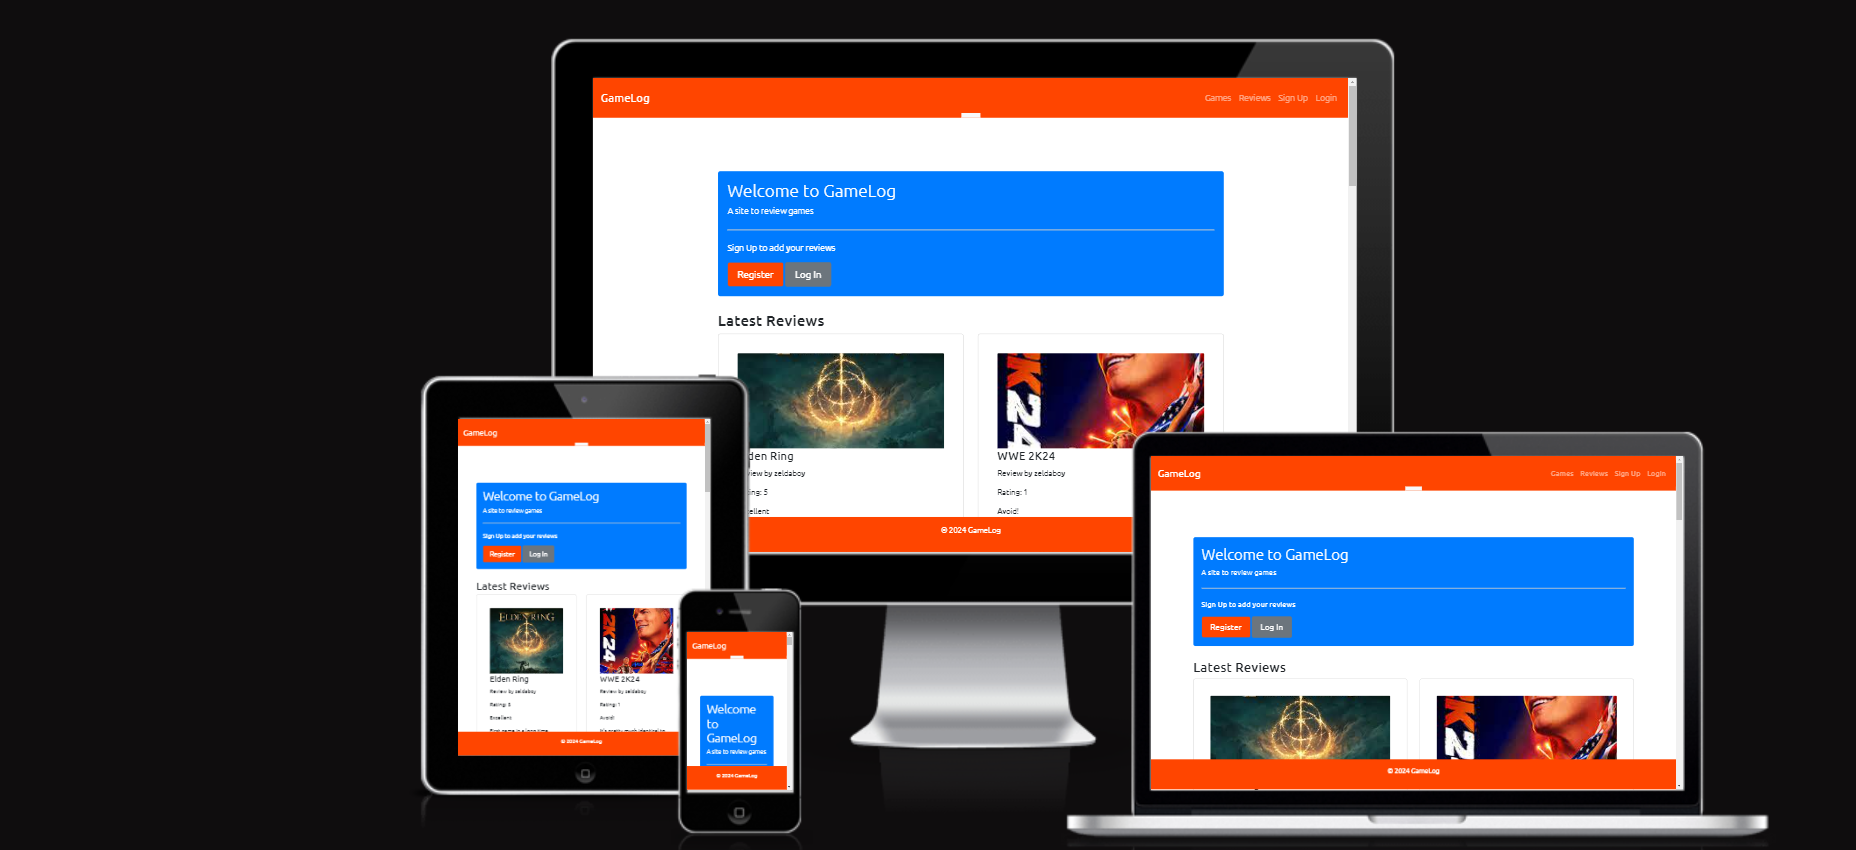 GameLog
Games Reviews Sign Up Login
Welcome to GameLog
A site to review games
Sign Up to add your reviews
Register Log In
Latest Reviews
2K24
den Ring
WWE 2K24
view by zeldaboy
Review by zeldaboy
ing: 5
Rating: 1
ellent
Avoid!
© 2024 GameLog
GameLog
Welcome to GameLog
A site to review games
Sign Up to add your reviews
Register Log In
Latest Reviews
ELDEN RING
2K24
Elden Ring
WWE 2K24
Review by zeldaboy
Review by zeldaboy
Rating: 5
Rating: 1
Excellent
Avoid!
© 2024 GameLog
GameLog
Welcome
to
GameLog
A site to review games
© 2024 GameLog
GameLog
Games Reviews Sign Up Login
Welcome to GameLog
A site to review games
Sign Up to add your reviews
Register Log In
Latest Reviews
© 2024 GameLog